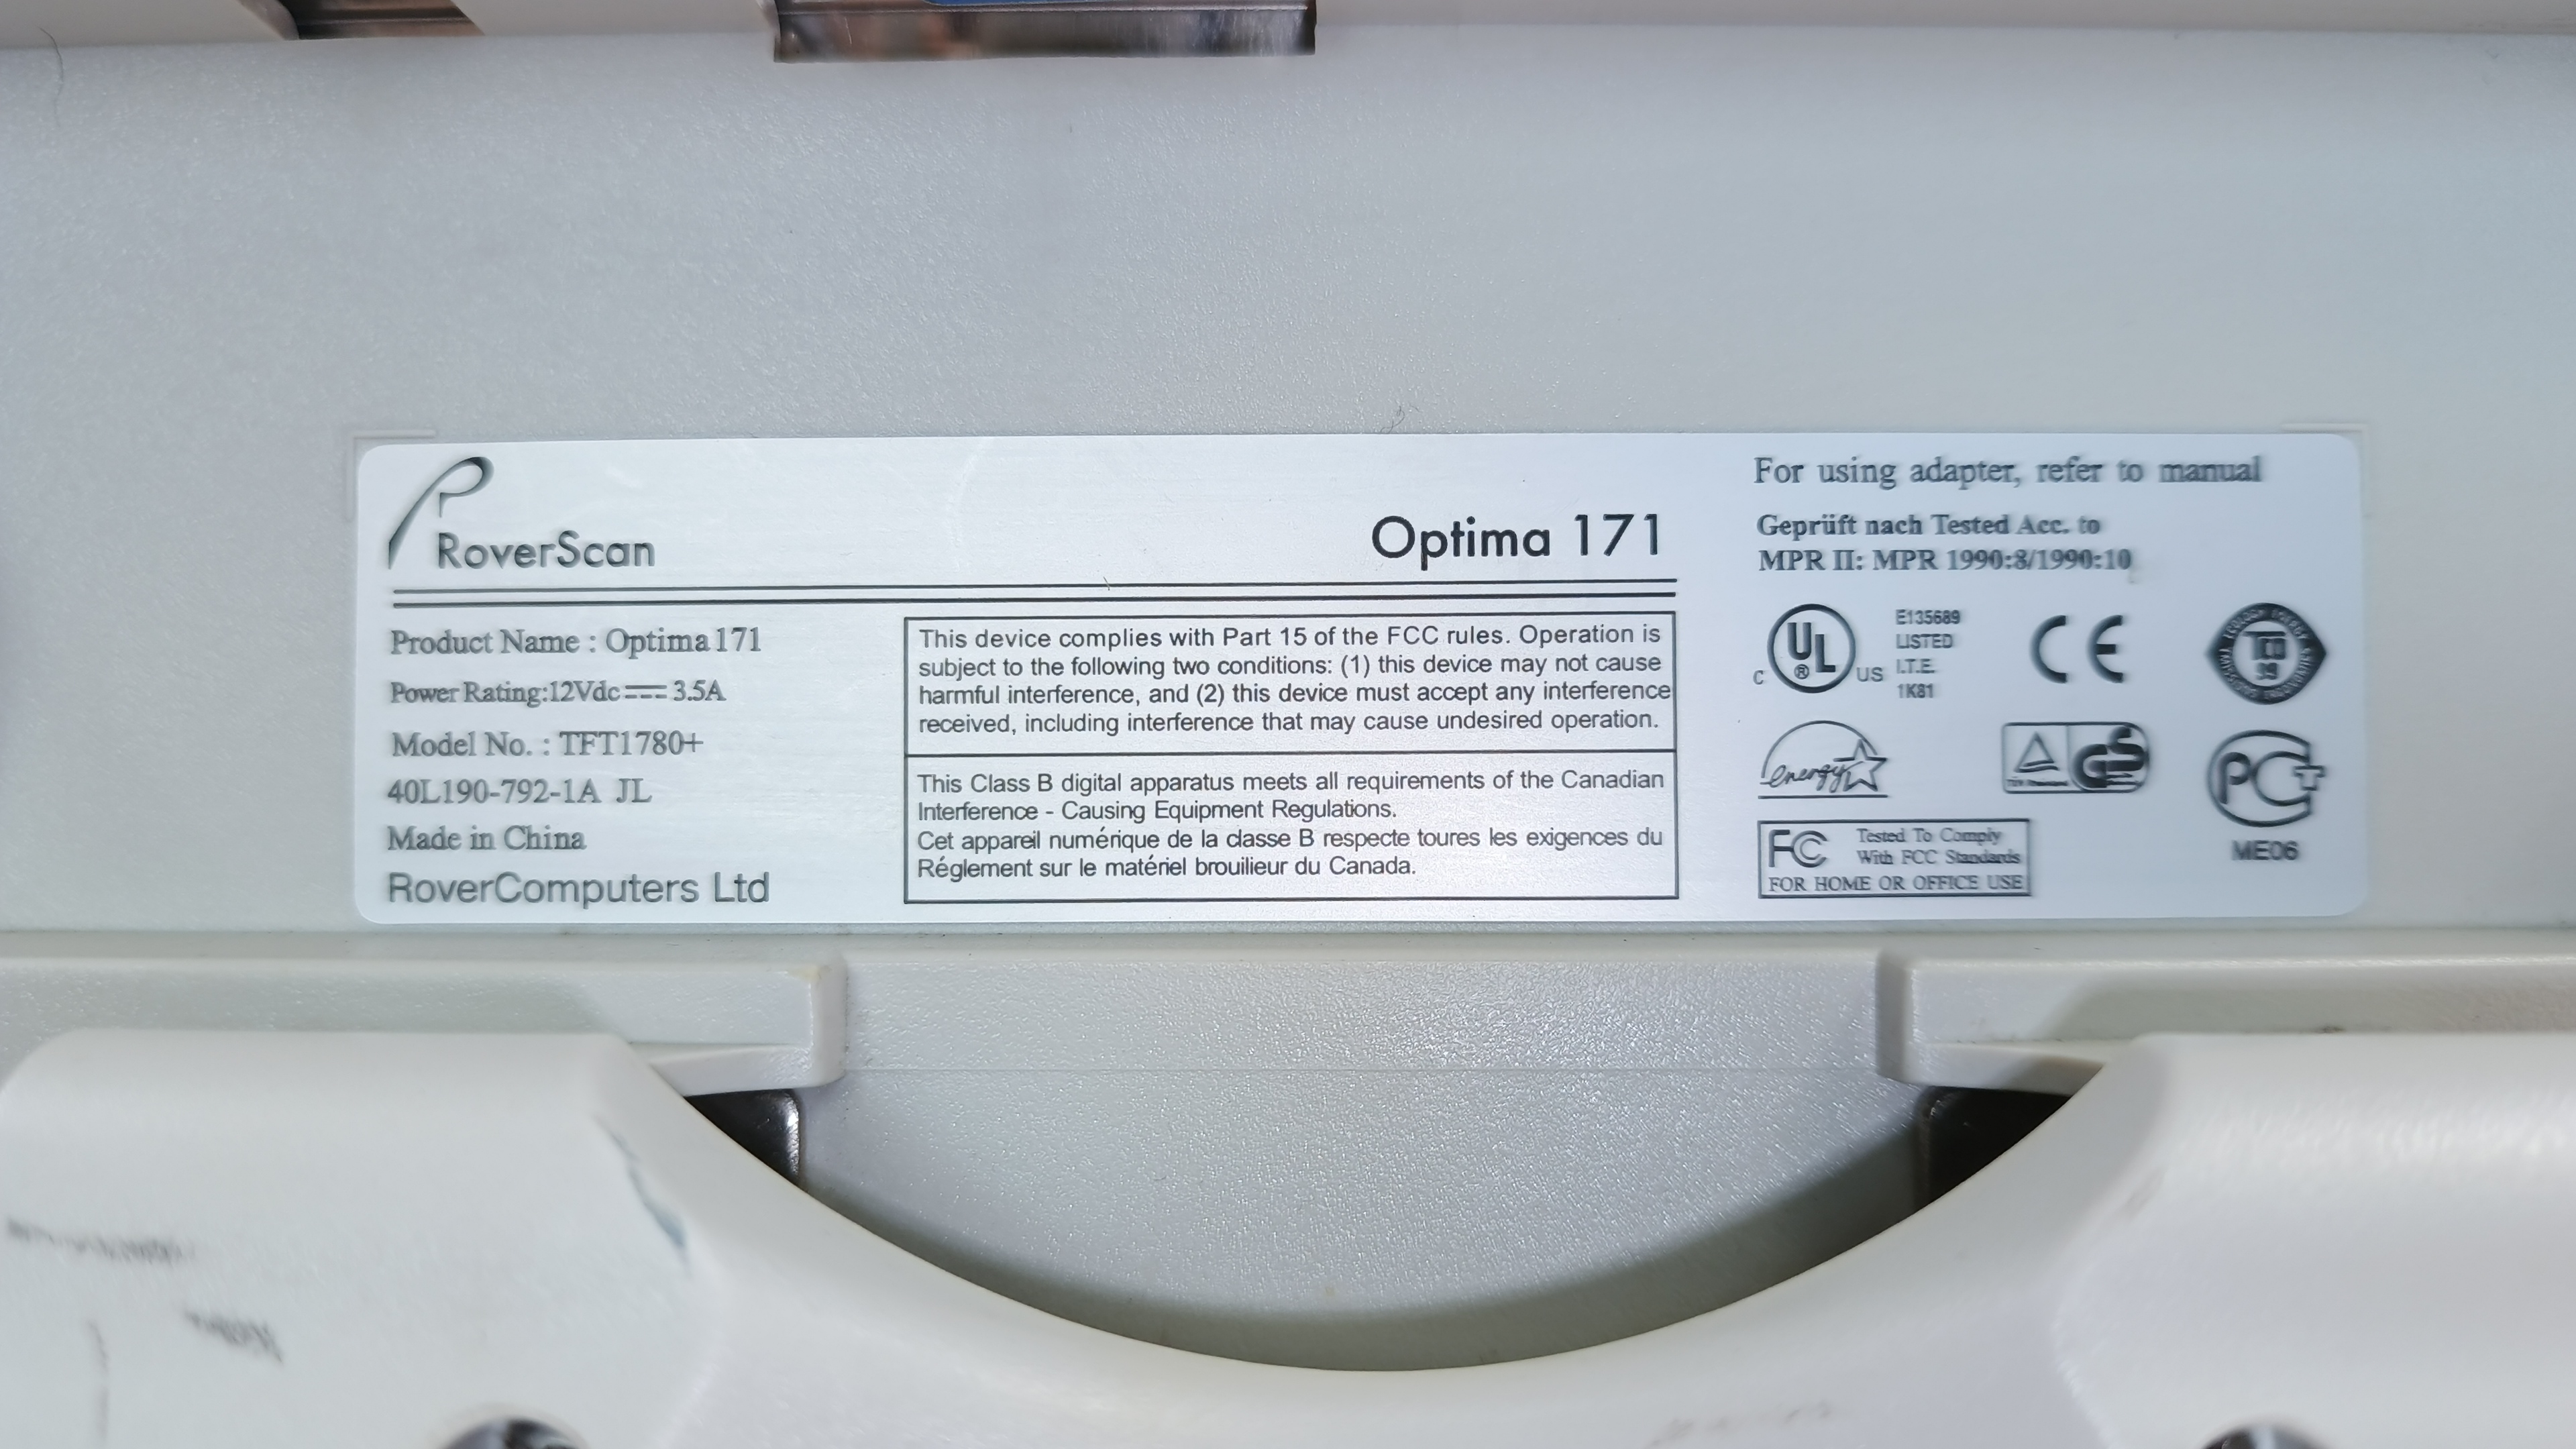 RoverScan
Optima 171
Product Name : Optima 171
Power Rating:12Vdc 3.5A
Model No. : TFT1780+
40L190-792-1A JL
Made in China
RoverComputers Ltd
This device complies with Part 15 of the FCC rules. Operation is
subject to the following two conditions: (1) this device may not cause
harmful interference, and (2) this device must accept any interference
received, including interference that may cause undesired operation.
This Class B digital apparatus meets all requirements of the Canadian
Interference - Causing Equipment Regulations.
Cet appareil numérique de la classe B respecte toures les exigences du
Réglement sur le matériel brouilieur du Canada.
For using adapter, refer to manual
Geprüft nach Tested Acc. to
MPR II: MPR 1990:8/1990:10
C UL ® US
E135689
LISTED
I.T.E.
1K81
CE
TCO
99
energy
GS
PCT
ME06
FC
Tested To Comply
With FCC Standards
FOR HOME OR OFFICE USE